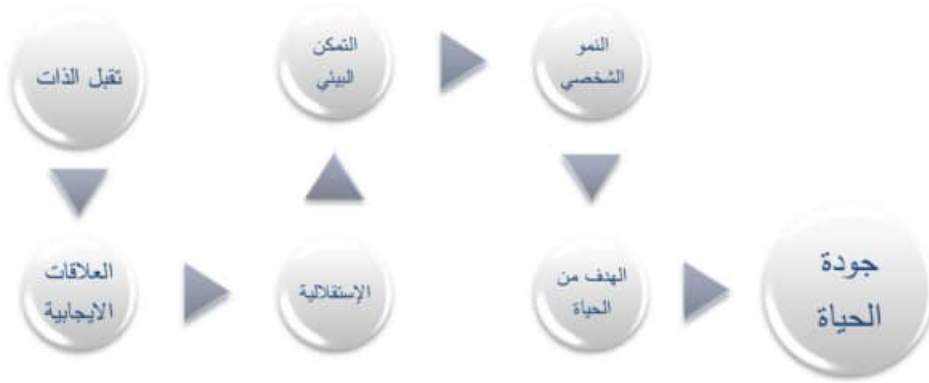 تقبل الذات
العلاقات
الايجابية
الإستقلالية
التمكن
البيئي
النمو
الشخصي
الهدف من
الحياة
جودة
الحياة